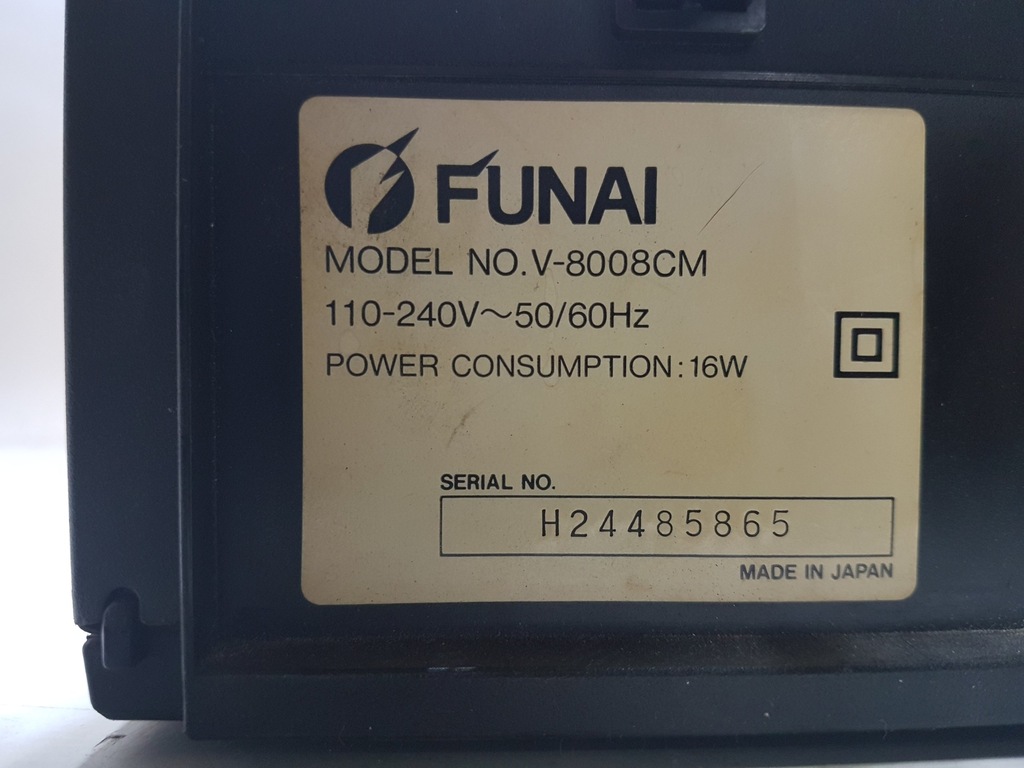 FUNAI
MODEL NO. V-8008CM
110-240V～50/60Hz
POWER CONSUMPTION: 16W
SERIAL NO.
H24485865
MADE IN JAPAN